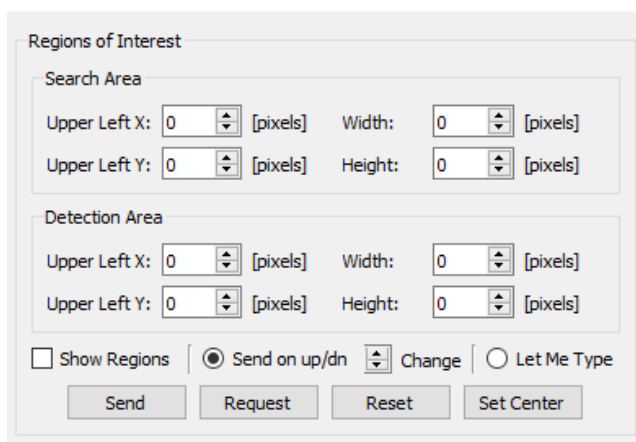 Regions of Interest
Search Area
Upper Left X: 0 [pixels] Width: 0 [pixels]
Upper Left Y: 0 [pixels] Height: 0 [pixels]
Detection Area
Upper Left X: 0 [pixels] Width: 0 [pixels]
Upper Left Y: 0 [pixels] Height: 0 [pixels]
Show Regions Send on up/dn Change Let Me Type
Send Request Reset Set Center